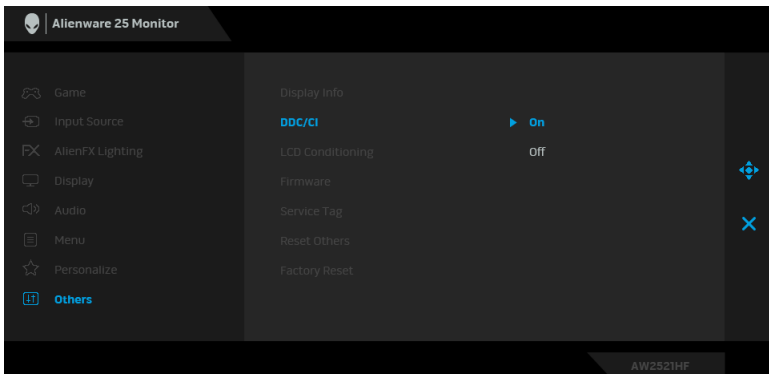 Alienware 25 Monitor
Game
Input Source
FX AlienFX Lighting
Display
Audio
Menu
Personalize
Others
Display Info
DDC/CI On
Off
LCD Conditioning
Firmware
Service Tag
Reset Others
Factory Reset
AW2521HF